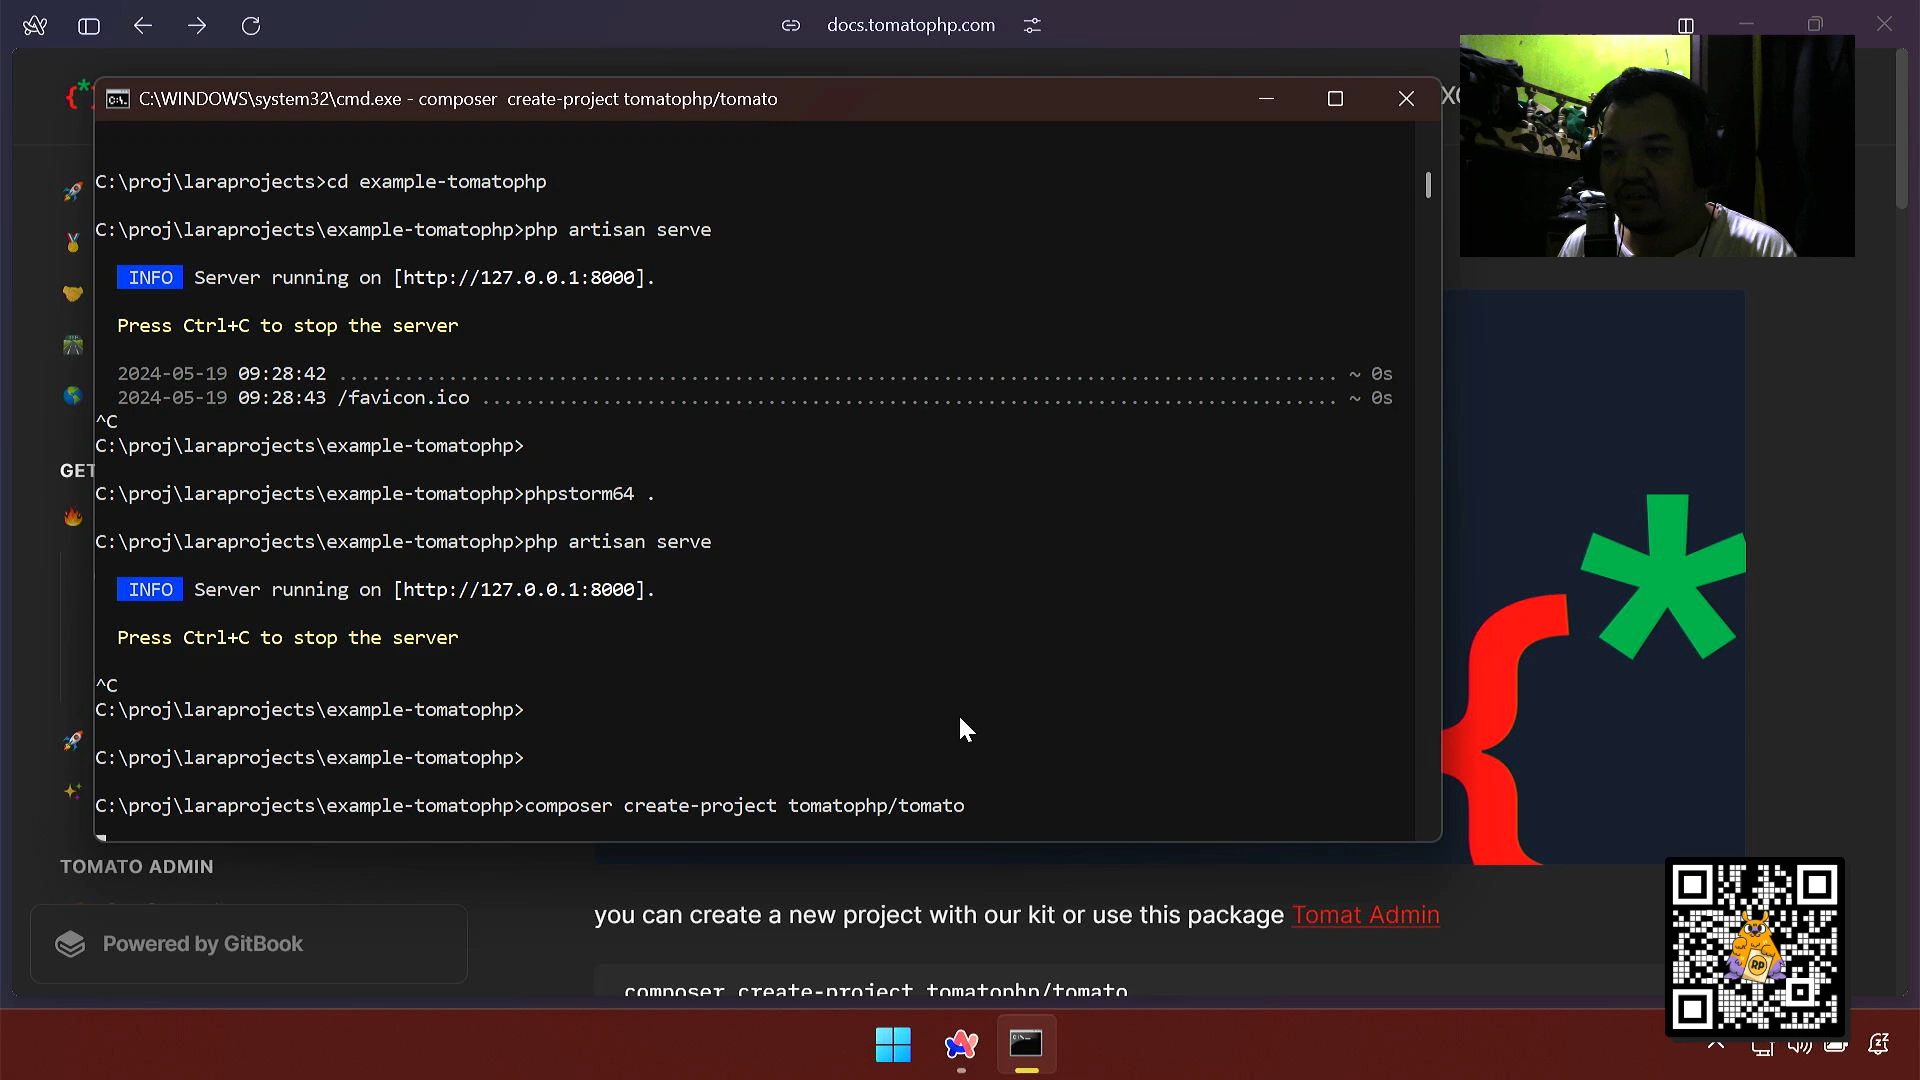 docs.tomatophp.com
C:\WINDOWS\system32\cmd.exe - composer  create-project tomatophp/tomato
C:\proj\laraprojects>cd example-tomatophp
C:\proj\laraprojects\example-tomatophp>php artisan serve
INFO  Server running on [http://127.0.0.1:8000].
Press Ctrl+C to stop the server
2024-05-19 09:28:42 ........................................................................................... ~ 0s
2024-05-19 09:28:43 /favicon.ico .............................................................................. ~ 0s
^C
C:\proj\laraprojects\example-tomatophp>
C:\proj\laraprojects\example-tomatophp>phpstorm64 .
C:\proj\laraprojects\example-tomatophp>php artisan serve
INFO  Server running on [http://127.0.0.1:8000].
Press Ctrl+C to stop the server
^C
C:\proj\laraprojects\example-tomatophp>
C:\proj\laraprojects\example-tomatophp>
C:\proj\laraprojects\example-tomatophp>composer create-project tomatophp/tomato
GET
TOMATO ADMIN
Powered by GitBook
you can create a new project with our kit or use this package Tomat Admin
composer create-project tomatophp/tomato
RP